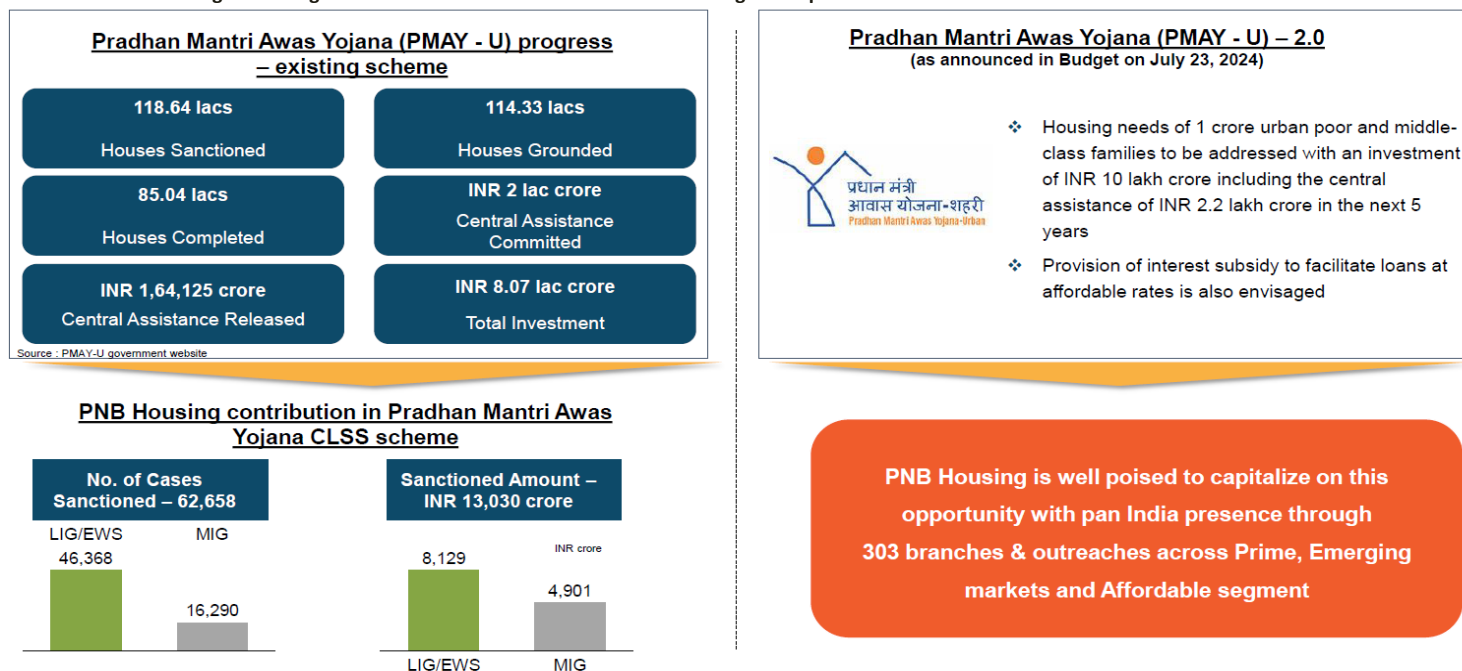 Pradhan Mantri Awas Yojana (PMAY - U) progress
– existing scheme
118.64 lacs
Houses Sanctioned
114.33 lacs
Houses Grounded
85.04 lacs
Houses Completed
INR 2 lac crore
Central Assistance
Committed
INR 1,64,125 crore
Central Assistance Released
INR 8.07 lac crore
Total Investment
Source : PMAY-U government website
PNB Housing contribution in Pradhan Mantri Awas
Yojana CLSS scheme
No. of Cases
Sanctioned – 62,658
LIG/EWS
MIG
46,368
16,290
Sanctioned Amount –
INR 13,030 crore
INR crore
8,129
4,901
LIG/EWS
MIG
Pradhan Mantri Awas Yojana (PMAY - U) – 2.0
(as announced in Budget on July 23, 2024)
प्रधान मंत्री
आवास योजना-शहरी
Pradhan Mantri Awas Yojana-Urban
❖ Housing needs of 1 crore urban poor and middle-
class families to be addressed with an investment
of INR 10 lakh crore including the central
assistance of INR 2.2 lakh crore in the next 5
years
❖ Provision of interest subsidy to facilitate loans at
affordable rates is also envisaged
PNB Housing is well poised to capitalize on this
opportunity with pan India presence through
303 branches & outreaches across Prime, Emerging
markets and Affordable segment